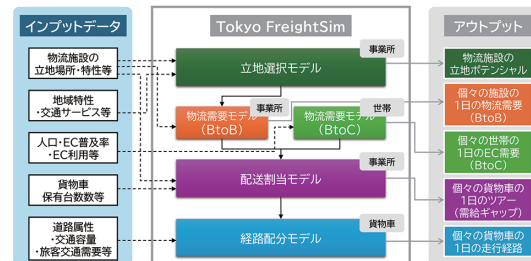 インプットデータ
Tokyo FreightSim
アウトプット
物流施設の
立地場所・特性等
地域特性
・交通サービス等
人口・EC普及率
・EC利用等
貨物車
保有台数数等
道路属性
・交通容量
・旅客交通需要等
事業所
立地選択モデル
事業所
世帯
物流需要モデル
（BtoB）
物流需要モデル
（BtoC）
事業所
配送割当モデル
貨物車
経路配分モデル
物流施設の
立地ポテンシャル
個々の施設の
1日の物流需要
（BtoB）
個々の世帯の
1日のEC需要
（BtoC）
個々の貨物車の
1日のツアー
（需給ギャップ）
個々の貨物車の
1日の走行経路